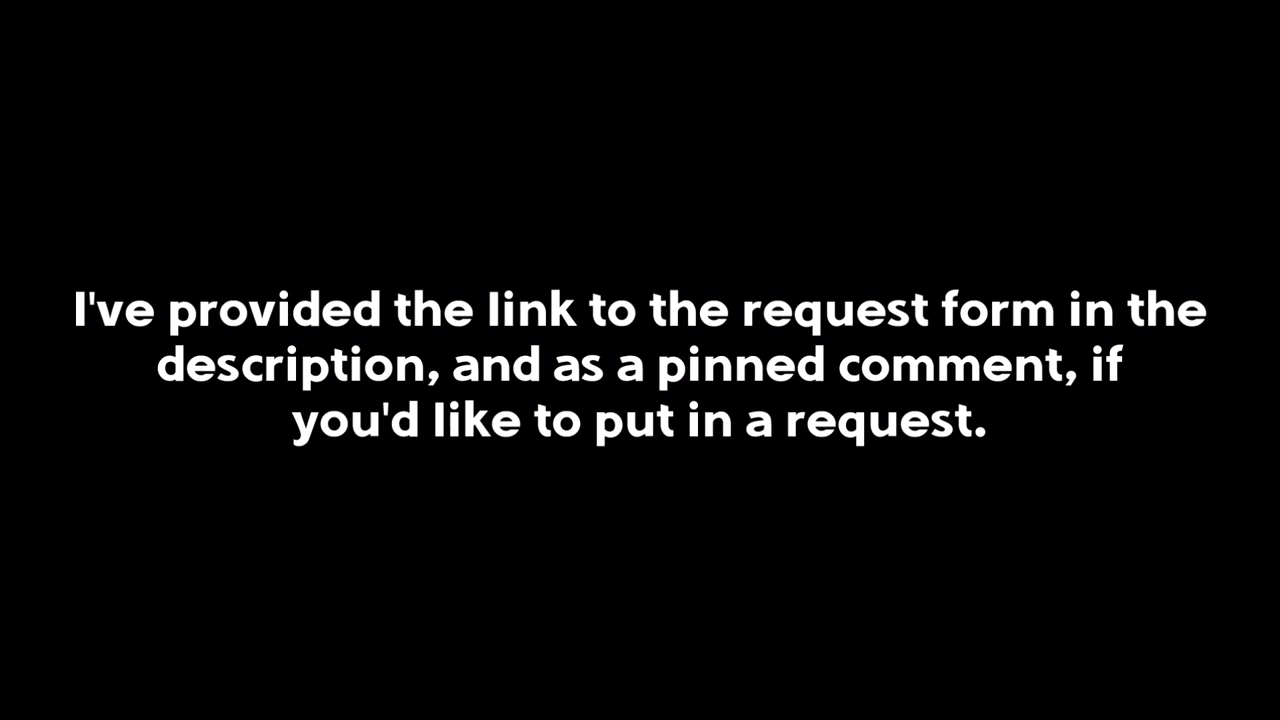 I've provided the link to the request form in the
description, and as a pinned comment, if
you'd like to put in a request.